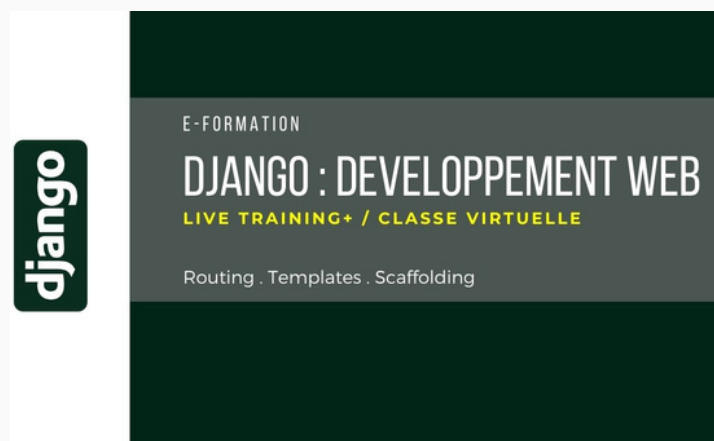 django
E-FORMATION
DJANGO : DEVELOPPEMENT WEB
LIVE TRAINING+ / CLASSE VIRTUELLE
Routing . Templates . Scaffolding